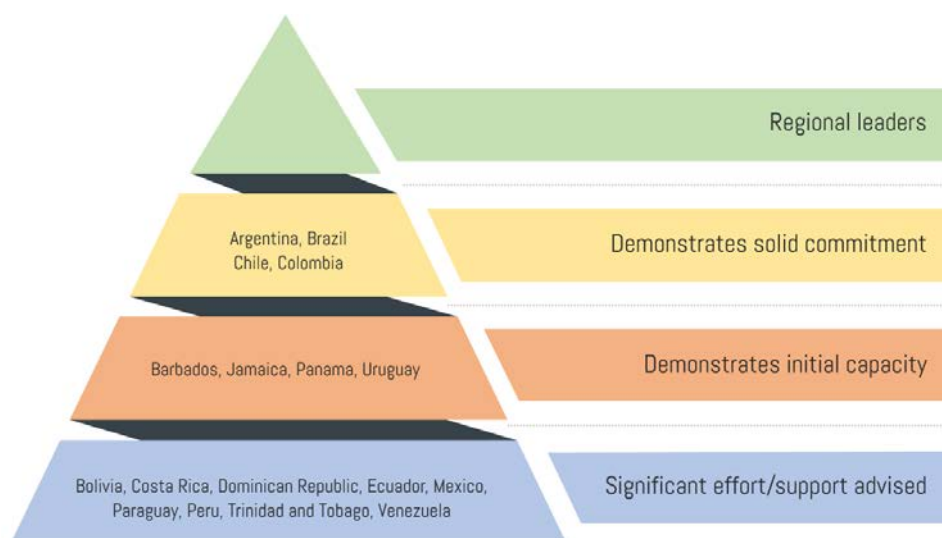 Regional leaders
Argentina, Brazil
Chile, Colombia
Demonstrates solid commitment
Barbados, Jamaica, Panama, Uruguay
Demonstrates initial capacity
Bolivia, Costa Rica, Dominican Republic, Ecuador, Mexico,
Paraguay, Peru, Trinidad and Tobago, Venezuela
Significant effort/support advised